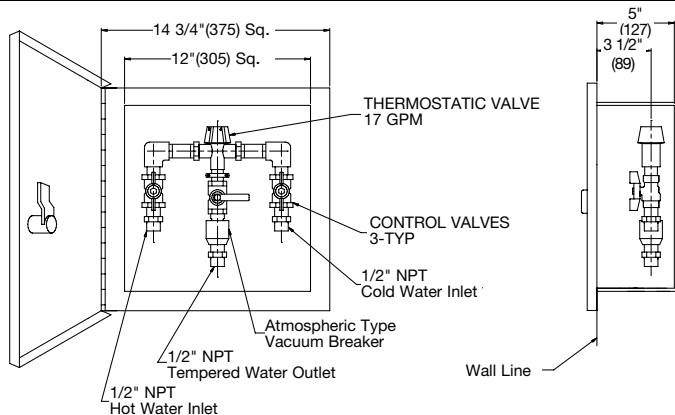 14 3/4"(375) Sq.
12"(305) Sq.
5"
(127)
3 1/2"
(89)
THERMOSTATIC VALVE
17 GPM
CONTROL VALVES
3-TYP
1/2" NPT
Cold Water Inlet
Atmospheric Type
Vacuum Breaker
1/2" NPT
Tempered Water Outlet
1/2" NPT
Hot Water Inlet
Wall Line